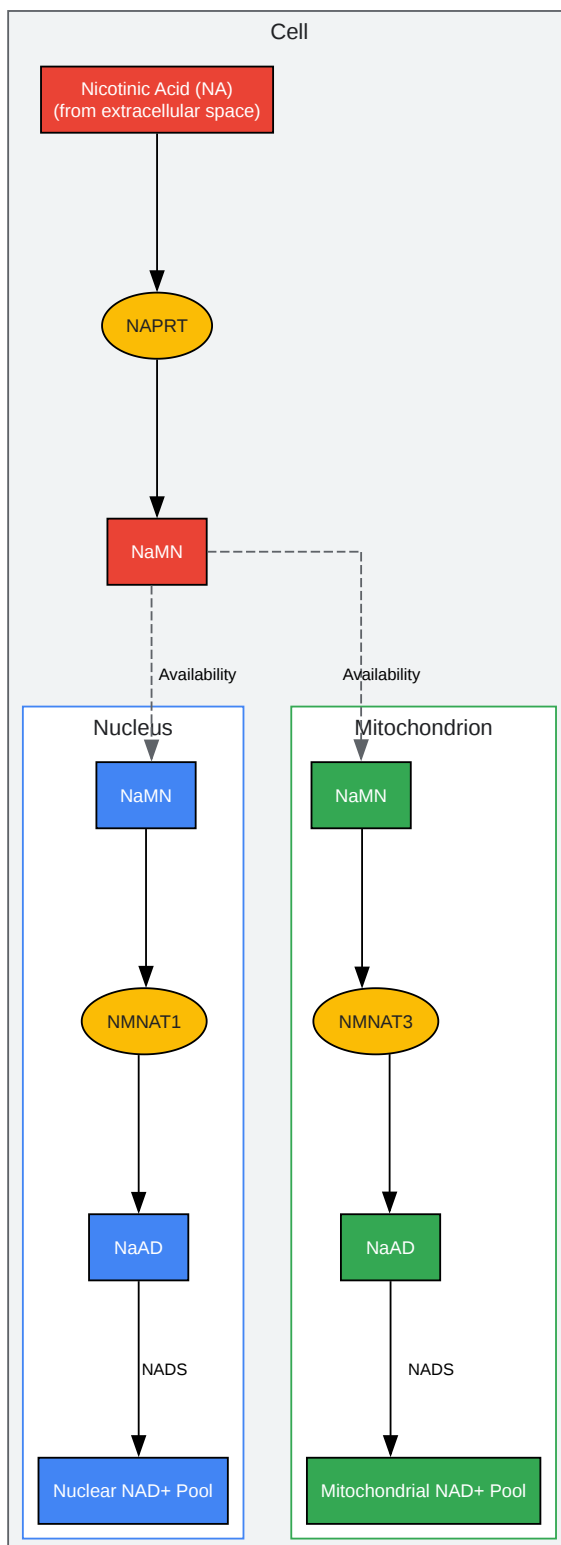 Cell
Nicotinic Acid (NA)
(from extracellular space)
NAPRT
NaMN
Availability
Availability
Nucleus
Mitochondrion
NaMN
NaMN
NMNAT1
NMNAT3
NaAD
NaAD
NADS
NADS
Nuclear NAD+ Pool
Mitochondrial NAD+ Pool